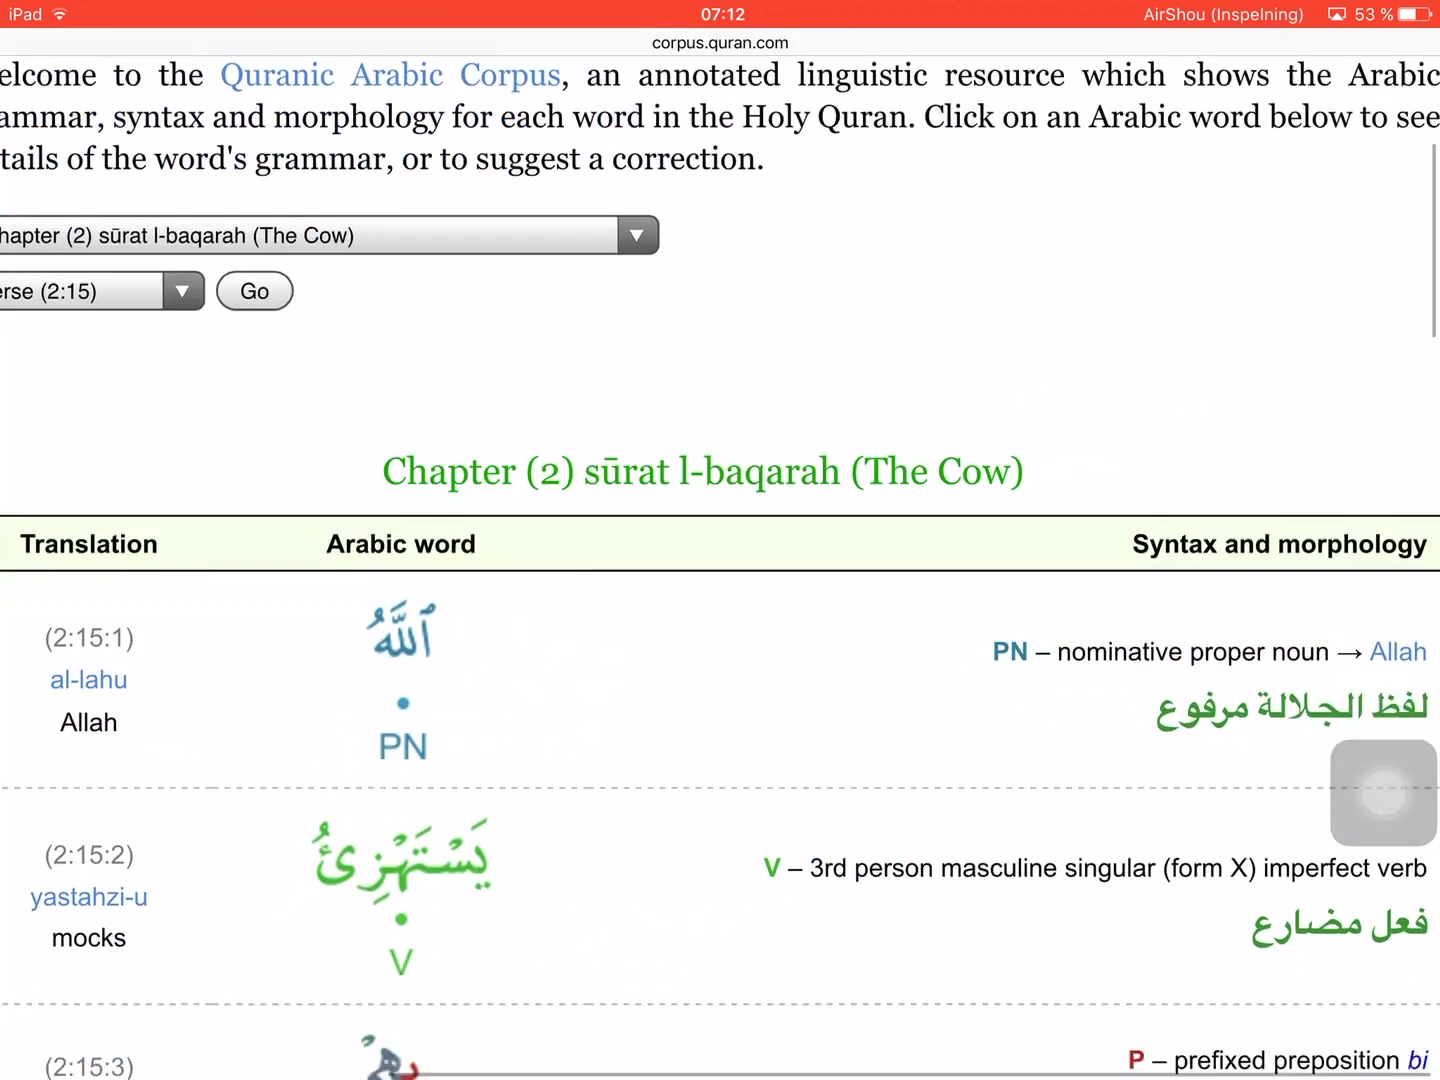 iPad 07:12 AirShou (Inspelning) 53 %
corpus.quran.com
elcome to the Quranic Arabic Corpus, an annotated linguistic resource which shows the Arabic
ammar, syntax and morphology for each word in the Holy Quran. Click on an Arabic word below to see
tails of the word's grammar, or to suggest a correction.
hapter (2) sūrat l-baqarah (The Cow)
erse (2:15) Go
Chapter (2) sūrat l-baqarah (The Cow)
Translation Arabic word Syntax and morphology
(2:15:1)
al-lahu
Allah
ٱللَّهُ
PN
PN – nominative proper noun → Allah
لفظ الجلالة مرفوع
(2:15:2)
yastahzi-u
mocks
يَسْتَهْزِئُ
V
V – 3rd person masculine singular (form X) imperfect verb
فعل مضارع
(2:15:3)
P – prefixed preposition bi